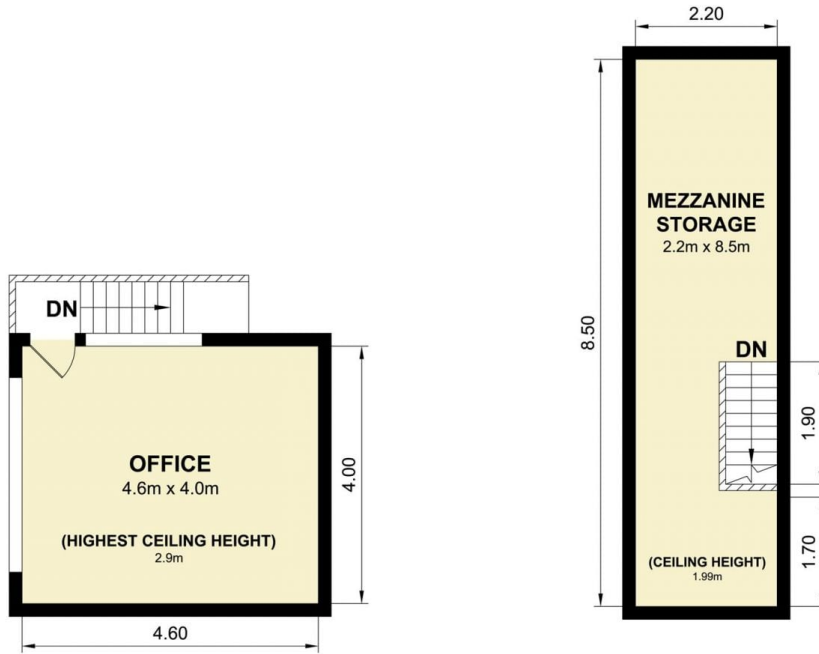 2.20
MEZZANINE
STORAGE
2.2m x 8.5m
8.50
DN
DN
1.90
OFFICE
4.6m x 4.0m
4.00
(HIGHEST CEILING HEIGHT)
2.9m
1.70
(CEILING HEIGHT)
1.99m
4.60